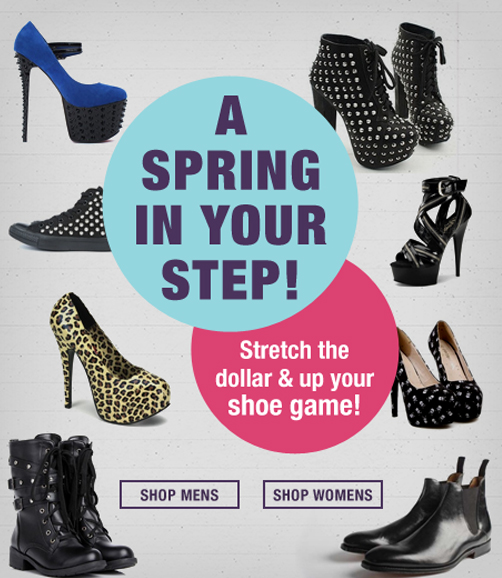 A
SPRING
IN YOUR
STEP!
Stretch the
dollar & up your
shoe game!
SHOP MENS
SHOP WOMENS